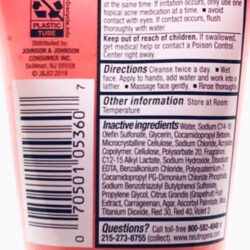 at the same time. If irritation occurs, only use one
topical acne medication at a time. ■ avoid
contact with eyes. If contact occurs, flush
thoroughly with water.
Keep out of reach of children. If swallowed,
get medical help or contact a Poison Control
Center right away.
Directions Cleanse twice a day. ■ Wet
face. Apply to hands, add water and work into a
lather. ■ Massage face gently. ■ Rinse thoroughly
Other information Store at Room
Temperature
Inactive ingredients Water, Sodium C14-16
Olefin Sulfonate, Glycerin, Cocamidopropyl Betaine,
Microcrystalline Cellulose, Sodium Chloride, Acrylates
Copolymer, Cellulose, Polysorbate 20, Fragrance,
C12-15 Alkyl Lactate, Sodium Hydroxide, Disodium
EDTA, Benzalkonium Chloride, Polyquaternium-
Cocamidopropyl PG-Dimonium Chloride Phosphate,
Sodium Benzotriazolyl Butylphenol Sulfonate,
Propylene Glycol, Citrus Grandis (Grapefruit) Fruit
Extract, Carrageenan, Agar, Ascorbyl Palmitate, Mica,
Titanium Dioxide, Red 30, Red 40, Violet 2
Questions? Call toll-free 800-582-4048 or
215-273-8755 (collect). www.neutrogena
PLASTIC
TUBE
Distributed by:
JOHNSON & JOHNSON
CONSUMER INC.
Skillman, NJ 08558
© J&JCI 2019
0 70501 05360 7